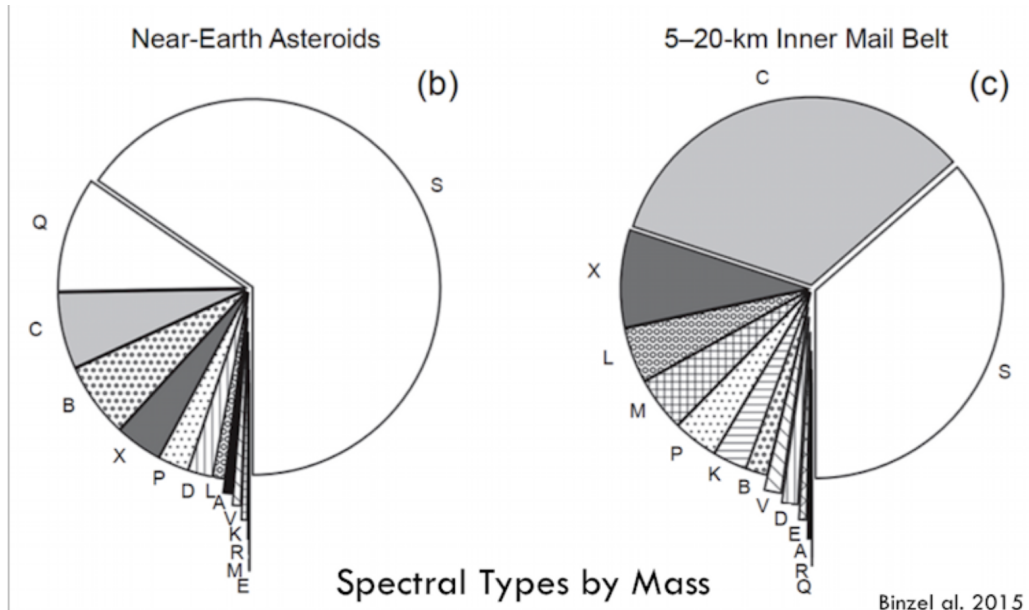 Near-Earth Asteroids
(b)
S
Q
C
B
X
P
D
L
A
V
K
R
M
E
5–20-km Inner Mail Belt
(c)
C
X
L
M
P
K
B
V
D
E
A
R
Q
S
Spectral Types by Mass
Binzel al. 2015